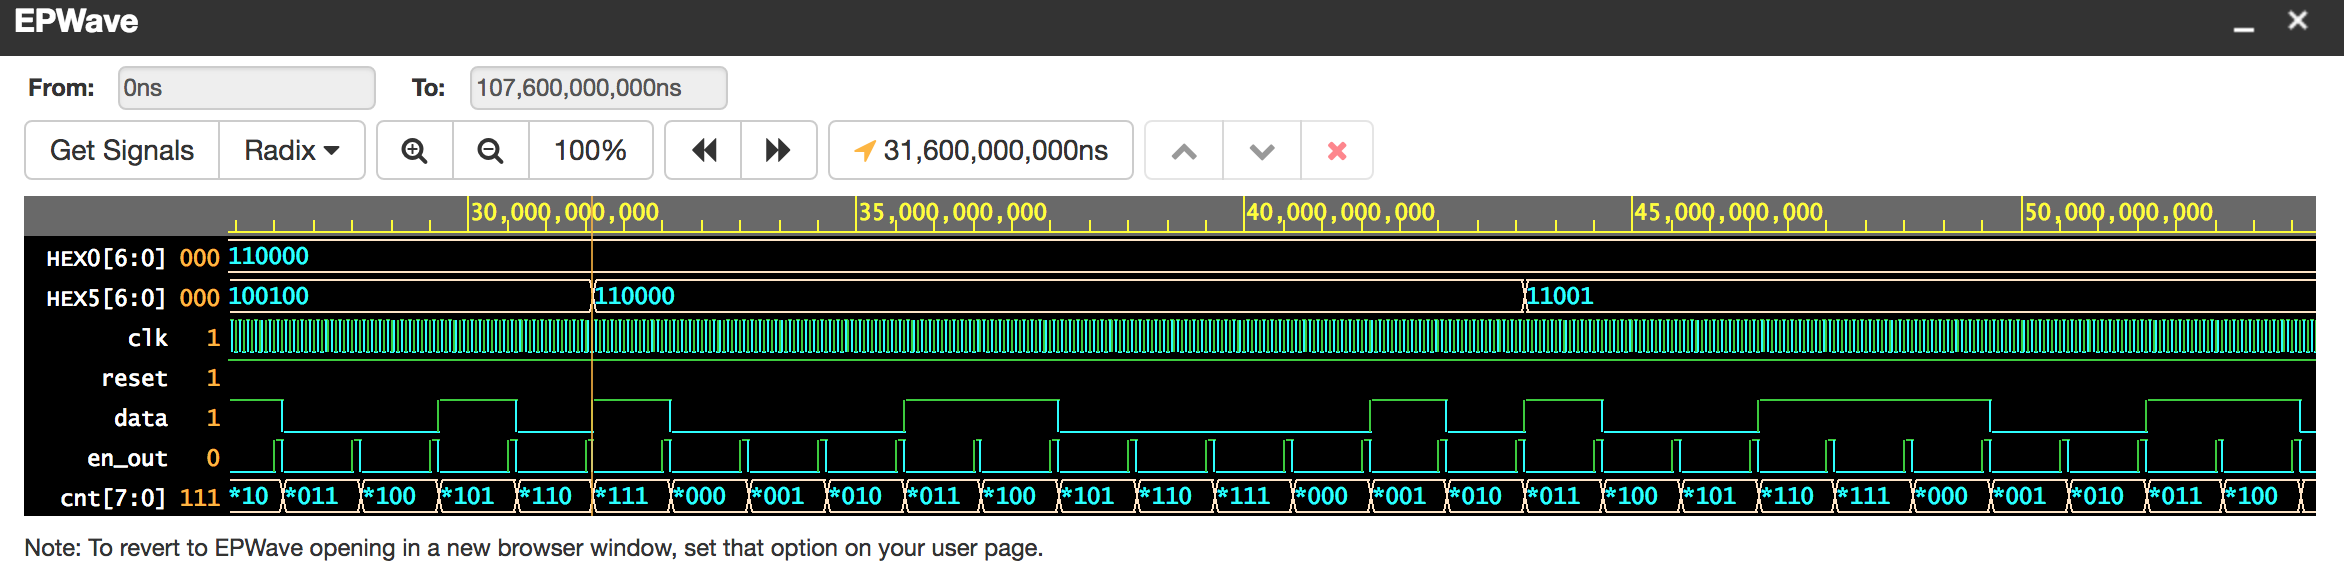 EPWave
From: 0ns To: 107,600,000,000ns
Get Signals Radix 100% 31,600,000,000ns
30,000,000,000 35,000,000,000 40,000,000,000 45,000,000,000 50,000,000,000
HEX0[6:0] 000 110000
HEX5[6:0] 000 100100 110000 11001
clk 1
reset 1
data 1
en_out 0
cnt[7:0] 111 *10 *011 *100 *101 *110 *111 *000 *001 *010 *011 *100 *101 *110 *111 *000 *001 *010 *011 *100 *101 *110 *111 *000 *001 *010 *011 *100
Note: To revert to EPWave opening in a new browser window, set that option on your user page.